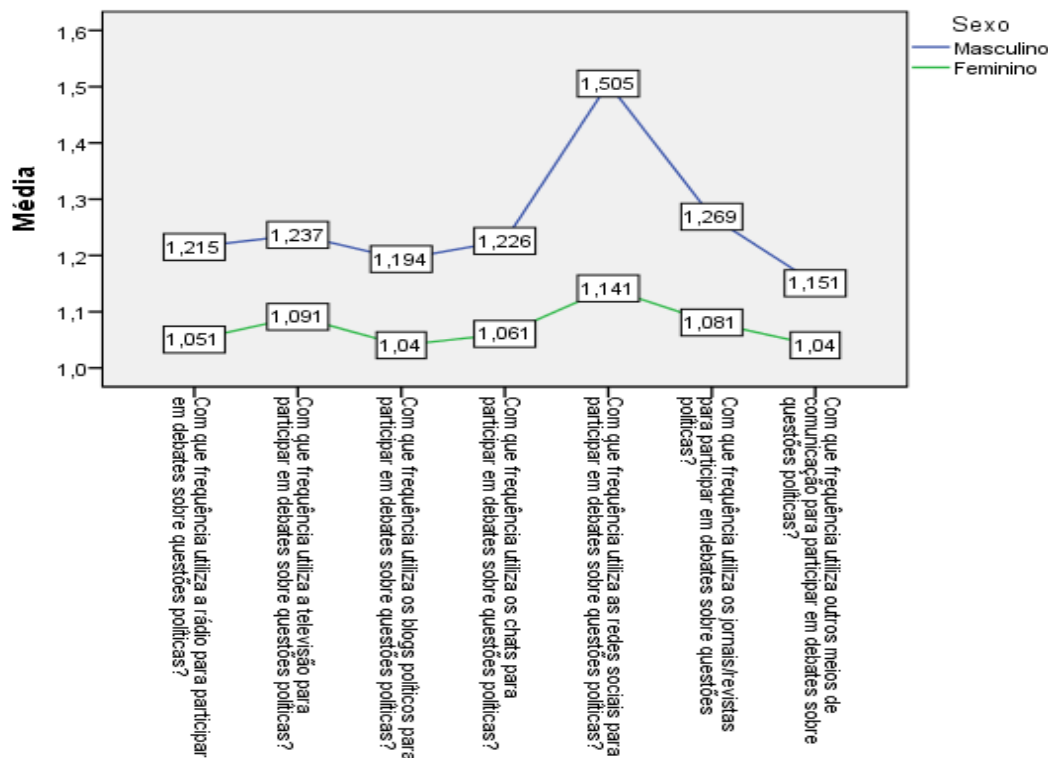 Sexo
Masculino
Feminino
Média
1,6
1,5
1,4
1,3
1,2
1,1
1,0
1,215
1,237
1,194
1,226
1,505
1,269
1,151
1,051
1,091
1,04
1,061
1,141
1,081
1,04
Com que frequência utiliza a rádio para participar
em debates sobre questões políticas?
Com que frequência utiliza a televisão para
participar em debates sobre questões políticas?
Com que frequência utiliza os blogs políticos para
participar em debates sobre questões políticas?
Com que frequência utiliza os chats para
participar em debates sobre questões políticas?
Com que frequência utiliza as redes sociais para
participar em debates sobre questões políticas?
Com que frequência utiliza os jornais/revistas
para participar em debates sobre questões
políticas?
Com que frequência utiliza outros meios de
comunicação para participar em debates sobre
questões políticas?